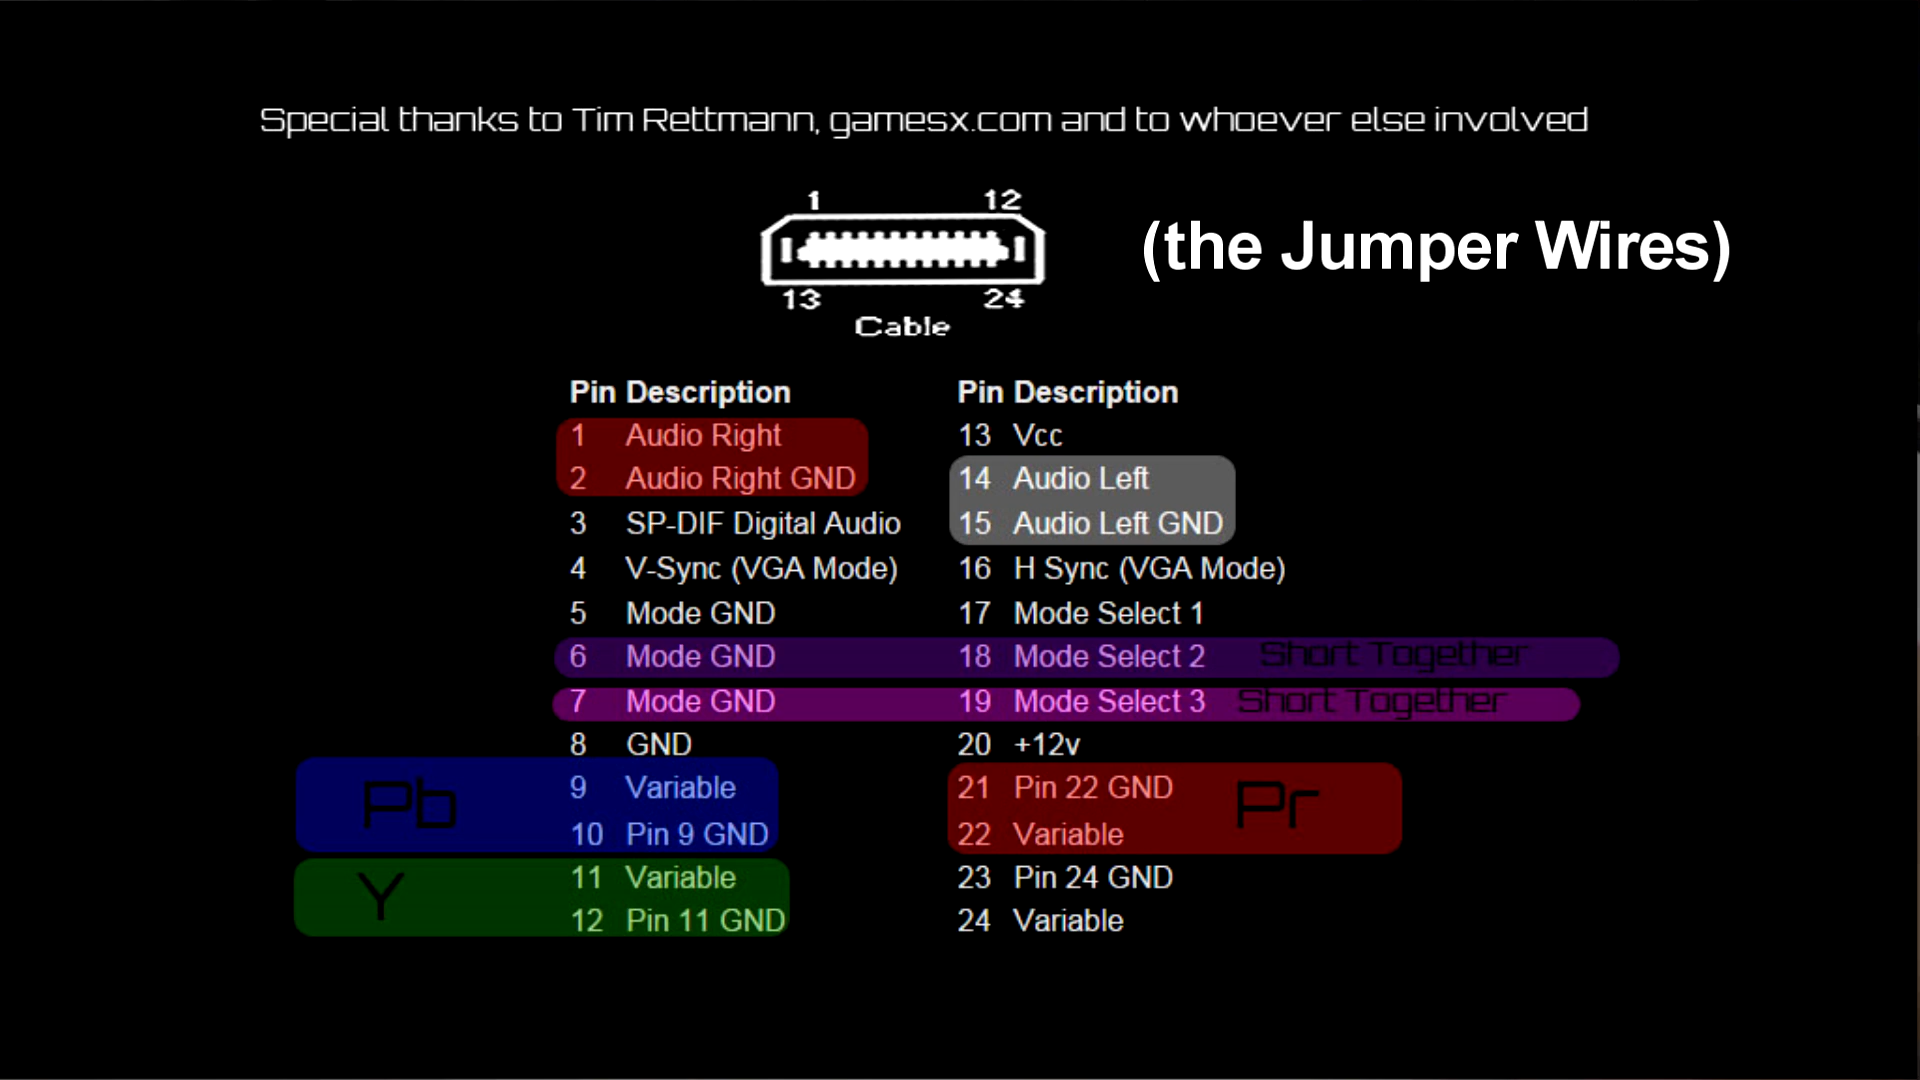 Special thanks to Tim Rettmann, gamesx.com and to whoever else involved
1 12
(the Jumper Wires)
13 24
Cable
Pin Description Pin Description
1 Audio Right 13 Vcc
2 Audio Right GND 14 Audio Left
3 SP-DIF Digital Audio 15 Audio Left GND
4 V-Sync (VGA Mode) 16 H Sync (VGA Mode)
5 Mode GND 17 Mode Select 1
6 Mode GND 18 Mode Select 2 Short Together
7 Mode GND 19 Mode Select 3 Short Together
8 GND 20 +12v
Pb 9 Variable 21 Pin 22 GND Pr
10 Pin 9 GND 22 Variable
Y 11 Variable 23 Pin 24 GND
12 Pin 11 GND 24 Variable